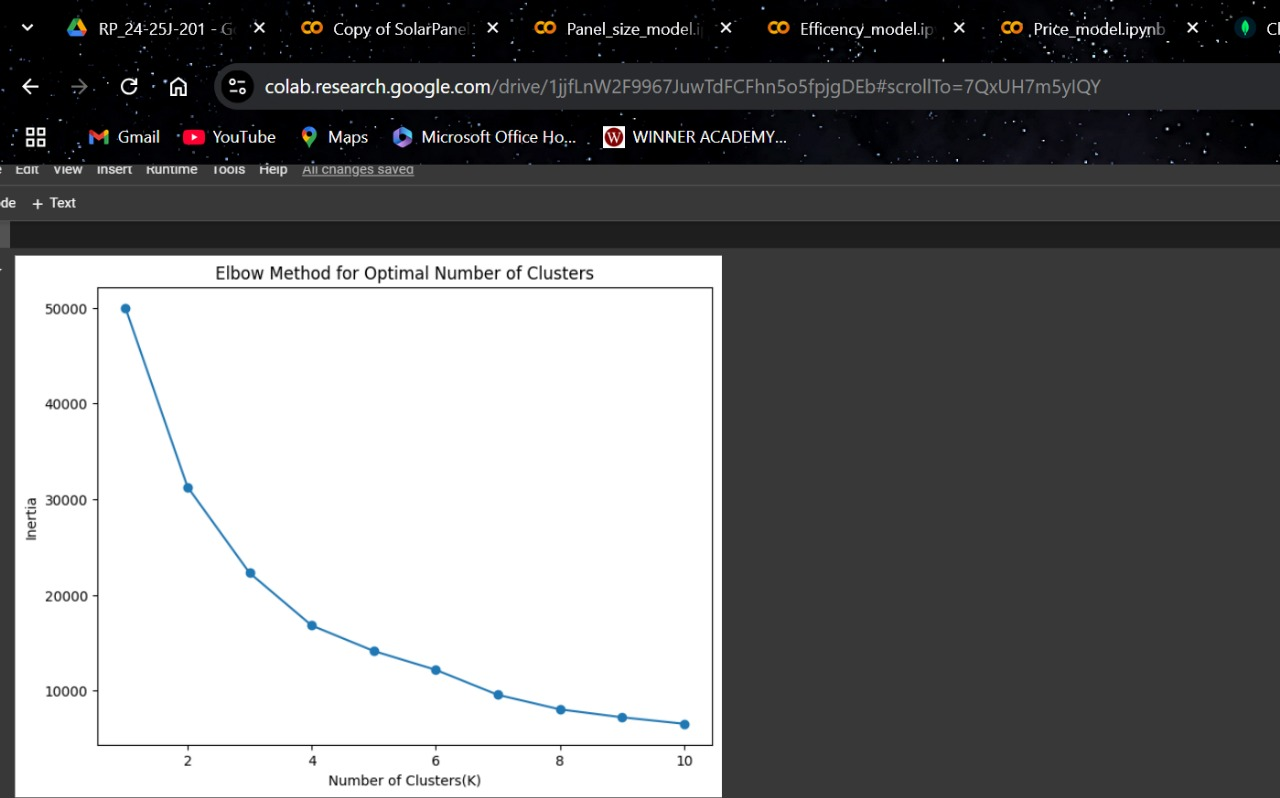 RP_24-25J-201 - G Copy of SolarPane Panel_size_model.i Efficency_model.ip Price_model.ipynb
colab.research.google.com/drive/1jjfLnW2F9967JuwTdFCFhn5o5fpjgDEb#scrollTo=7QxUH7m5yIQY
Gmail YouTube Maps Microsoft Office Ho... WINNER ACADEMY...
Edit View Insert Runtime Tools Help All changes saved
de + Text
Elbow Method for Optimal Number of Clusters
50000
40000
30000
20000
10000
Inertia
2 4 6 8 10
Number of Clusters(K)